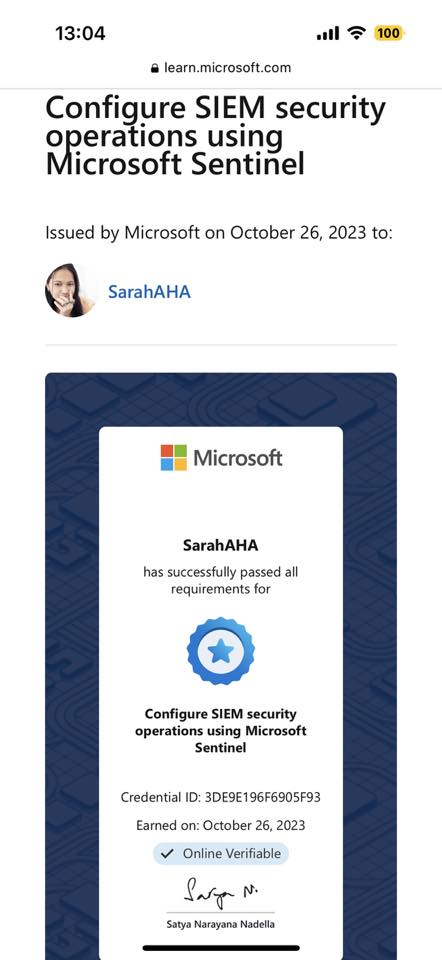 13:04
100
learn.microsoft.com
Configure SIEM security
operations using
Microsoft Sentinel
Issued by Microsoft on October 26, 2023 to:
SarahAHA
Microsoft
SarahAHA
has successfully passed all
requirements for
Configure SIEM security
operations using Microsoft
Sentinel
Credential ID: 3DE9E196F6905F93
Earned on: October 26, 2023
Online Verifiable
Satya N.
Satya Narayana Nadella